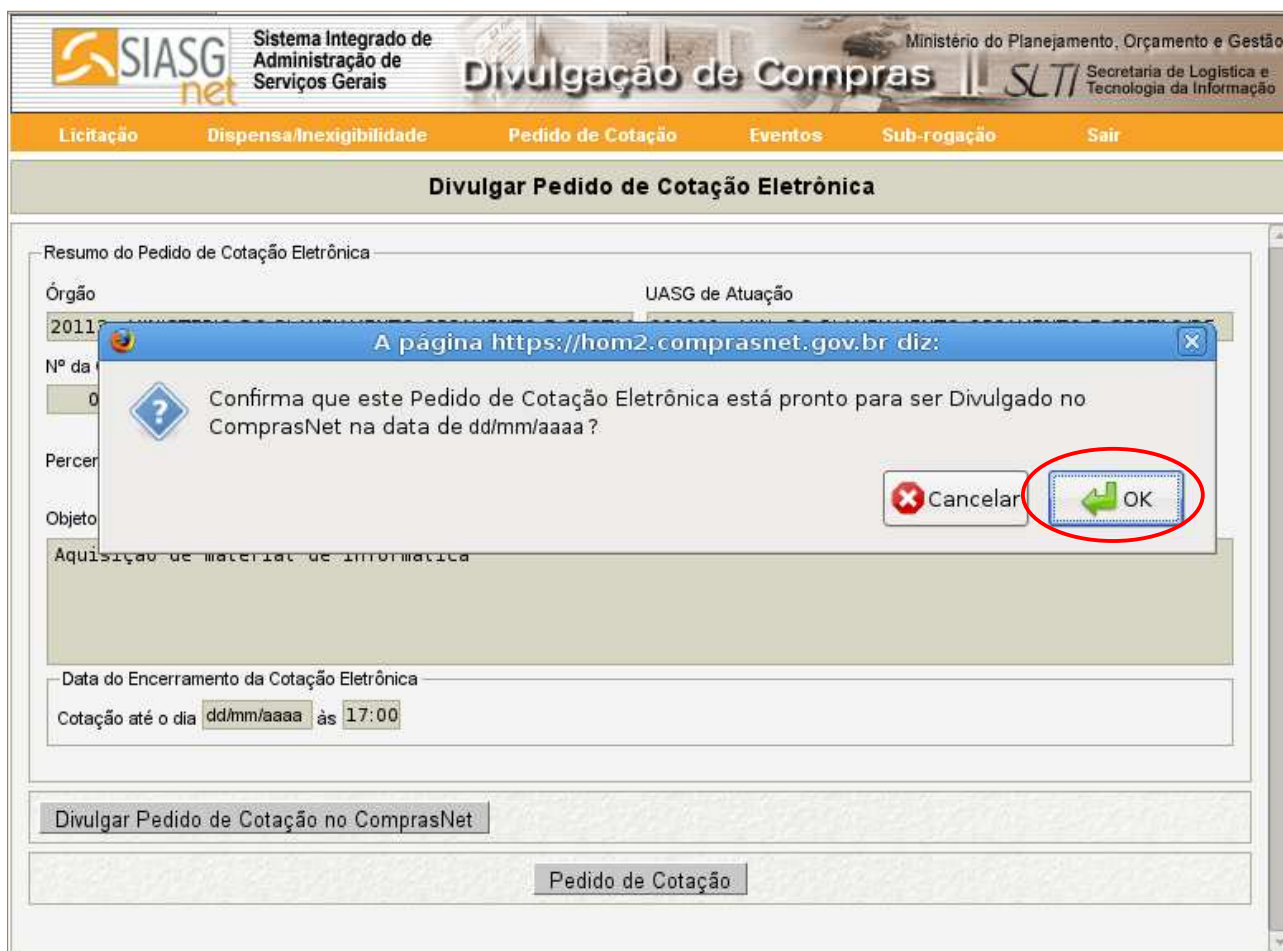 SIASG
net
Sistema Integrado de
Administração de
Serviços Gerais
Divulgação de Compras
Ministério do Planejamento, Orçamento e Gestão
SLTI
Secretaria de Logística e
Tecnologia da Informação
Licitação Dispensa/Inexigibilidade Pedido de Cotação Eventos Sub-rogação Sair
Divulgar Pedido de Cotação Eletrônica
Resumo do Pedido de Cotação Eletrônica
Órgão UASG de Atuação
A página https://hom2.comprasnet.gov.br diz:
Nº da
0
Confirma que este Pedido de Cotação Eletrônica está pronto para ser Divulgado no
ComprasNet na data de dd/mm/aaaa ?
Cancelar OK
Objeto
Aquisição de material de informática
Data do Encerramento da Cotação Eletrônica
Cotação até o dia dd/mm/aaaa às 17:00
Divulgar Pedido de Cotação no ComprasNet
Pedido de Cotação